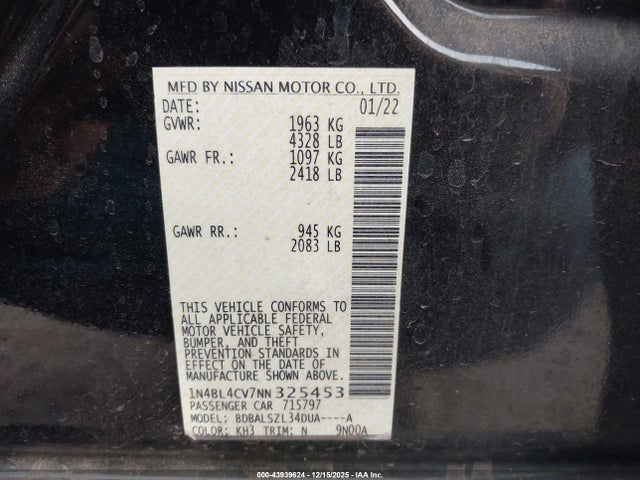 MFD BY NISSAN MOTOR CO., LTD.
DATE: 01/22
GVWR: 1963 KG
4328 LB
GAWR FR.: 1097 KG
2418 LB
GAWR RR.: 945 KG
2083 LB
THIS VEHICLE CONFORMS TO
ALL APPLICABLE FEDERAL
MOTOR VEHICLE SAFETY,
BUMPER, AND THEFT
PREVENTION STANDARDS IN
EFFECT ON THE DATE OF
MANUFACTURE SHOWN ABOVE.
1N4BL4CV7NN325453
PASSENGER CAR 715797
MODEL: BDBALSZL34DUA----A
COLOR: KH3 TRIM: N 9N00A
000-43939624 - 12/15/2025 - IAAI.COM